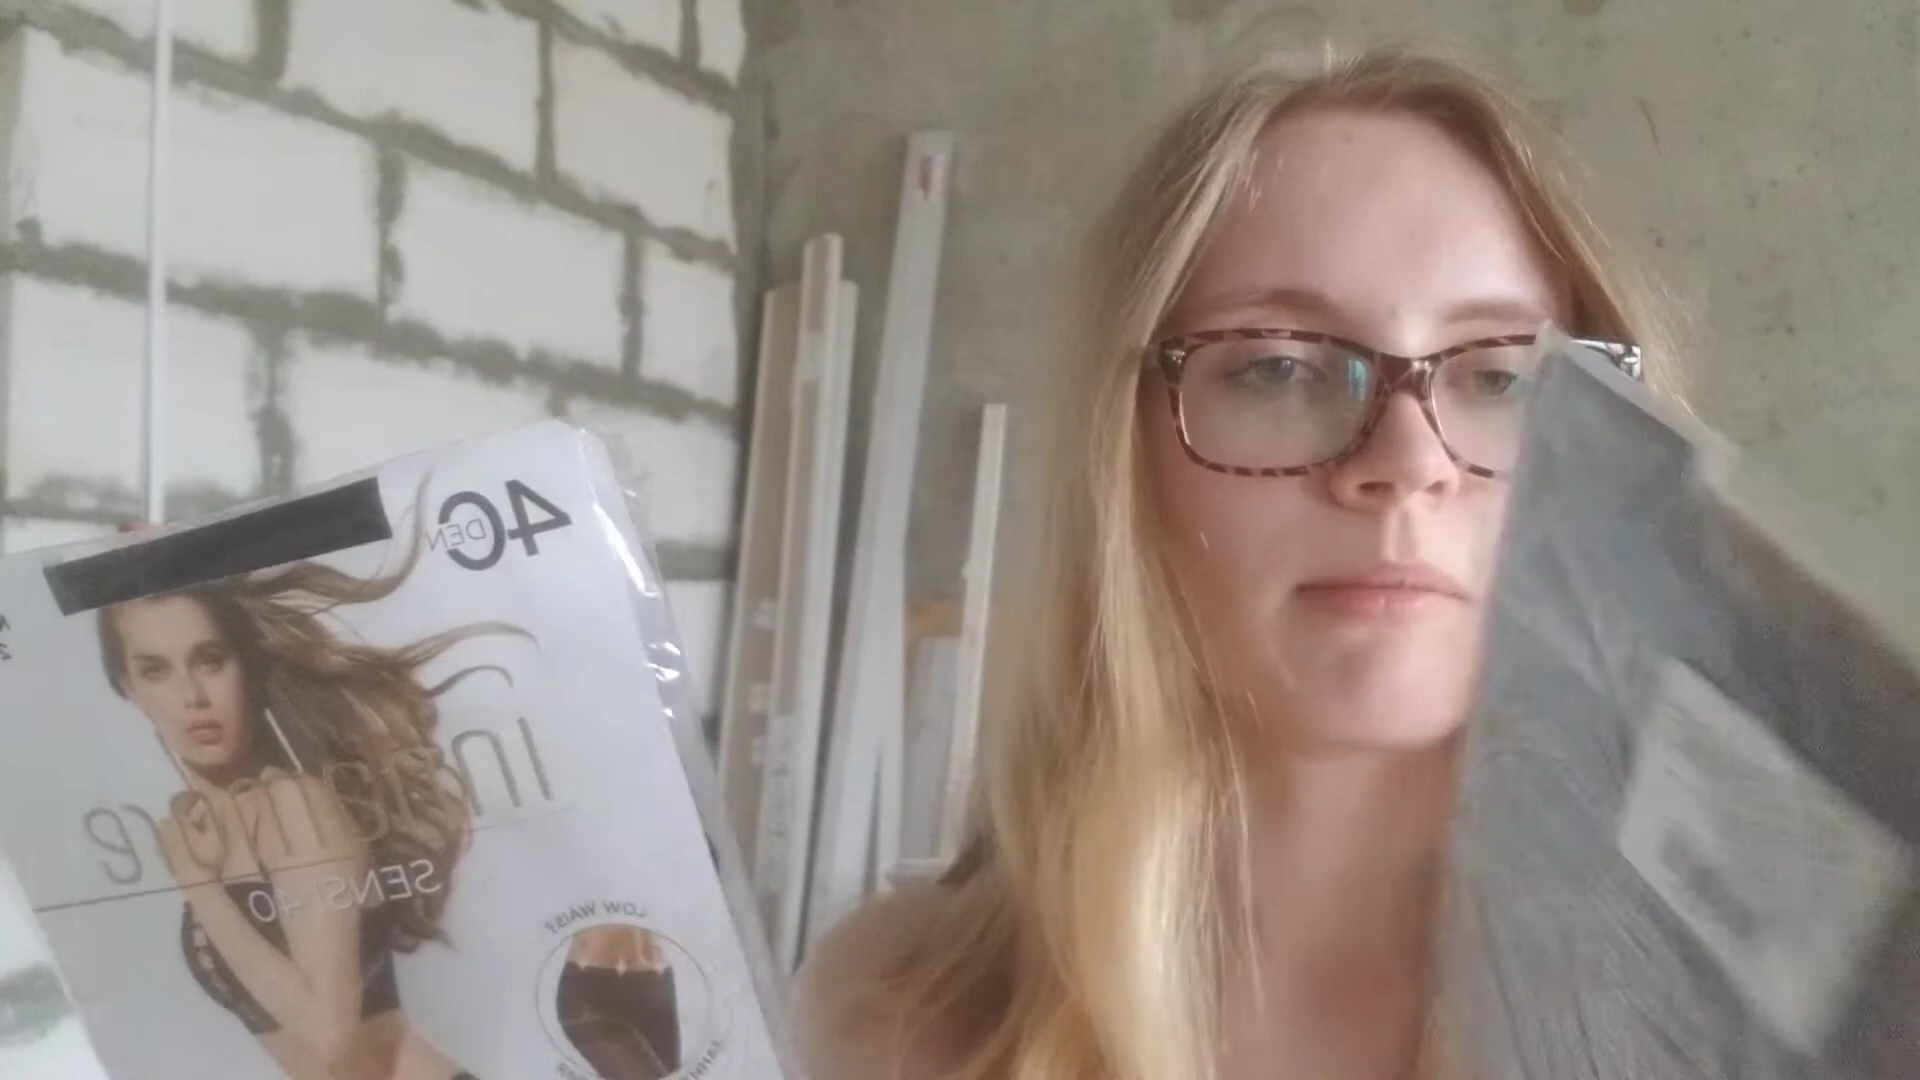 40
DEN
Innamore
SENSI 40
LOW WAIST